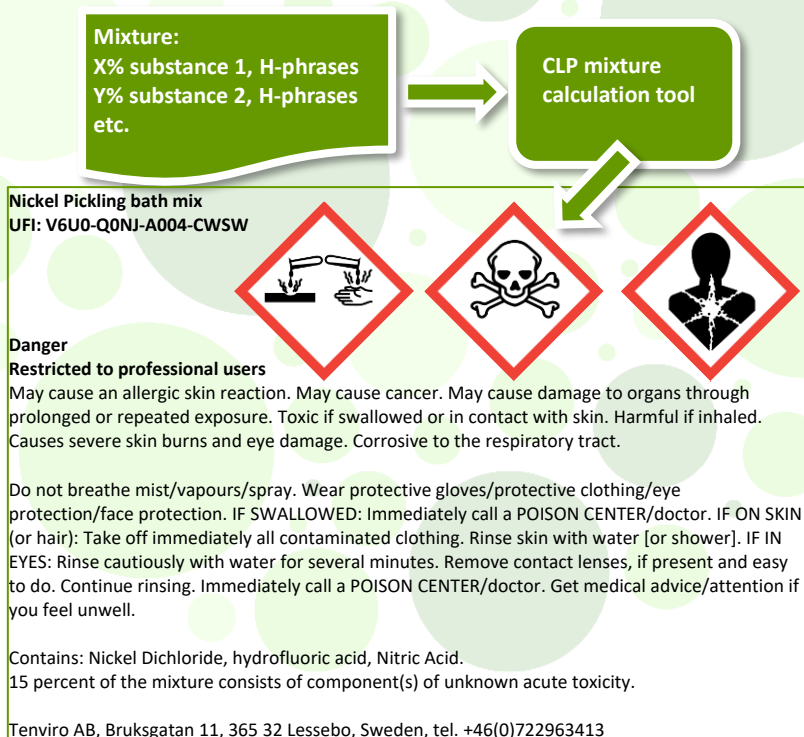 Mixture:
X% substance 1, H-phrases
Y% substance 2, H-phrases
etc.
CLP mixture
calculation tool
Nickel Pickling bath mix
UFI: V6U0-Q0NJ-A004-CWSW
Danger
Restricted to professional users
May cause an allergic skin reaction. May cause cancer. May cause damage to organs through
prolonged or repeated exposure. Toxic if swallowed or in contact with skin. Harmful if inhaled.
Causes severe skin burns and eye damage. Corrosive to the respiratory tract.
Do not breathe mist/vapours/spray. Wear protective gloves/protective clothing/eye
protection/face protection. IF SWALLOWED: Immediately call a POISON CENTER/doctor. IF ON SKIN
(or hair): Take off immediately all contaminated clothing. Rinse skin with water [or shower]. IF IN
EYES: Rinse cautiously with water for several minutes. Remove contact lenses, if present and easy
to do. Continue rinsing. Immediately call a POISON CENTER/doctor. Get medical advice/attention if
you feel unwell.
Contains: Nickel Dichloride, hydrofluoric acid, Nitric Acid.
15 percent of the mixture consists of component(s) of unknown acute toxicity.
Tenviro AB, Bruksgatan 11, 365 32 Lessebo, Sweden, tel. +46(0)722963413